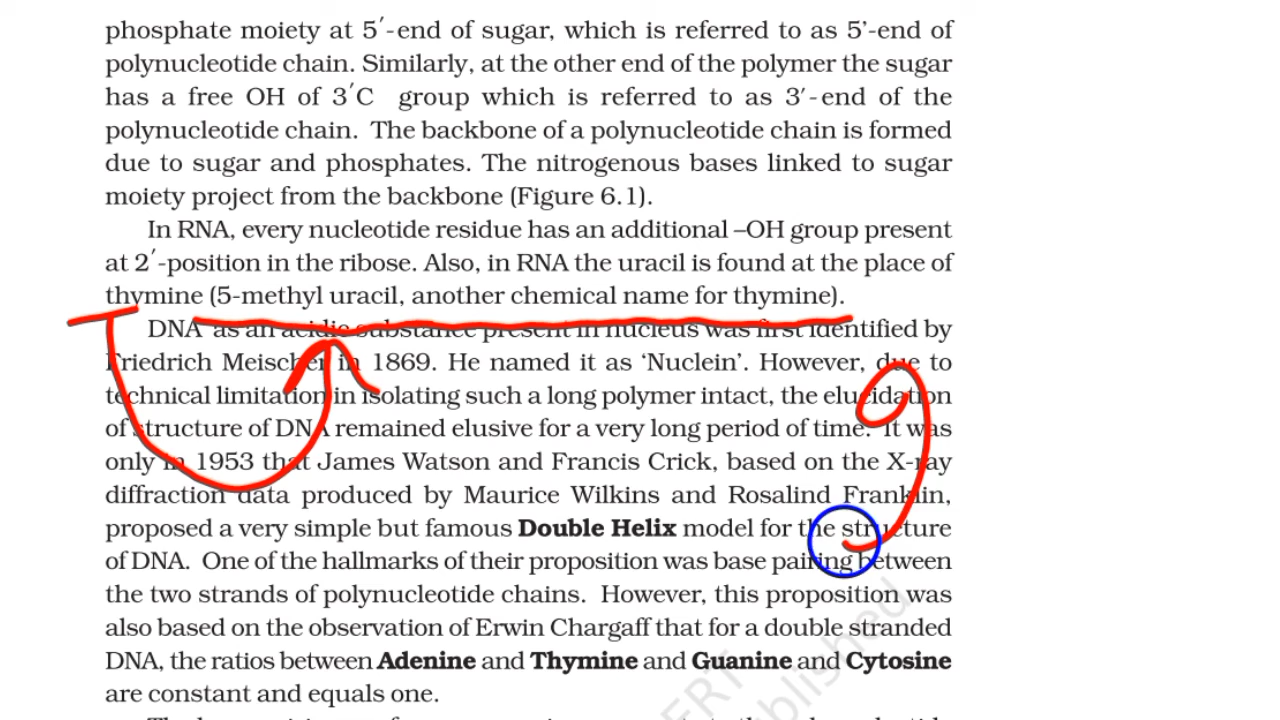 phosphate moiety at 5′-end of sugar, which is referred to as 5’-end of
polynucleotide chain. Similarly, at the other end of the polymer the sugar
has a free OH of 3′C group which is referred to as 3′-end of the
polynucleotide chain. The backbone of a polynucleotide chain is formed
due to sugar and phosphates. The nitrogenous bases linked to sugar
moiety project from the backbone (Figure 6.1).
In RNA, every nucleotide residue has an additional –OH group present
at 2′-position in the ribose. Also, in RNA the uracil is found at the place of
thymine (5-methyl uracil, another chemical name for thymine).
DNA as an acidic substance present in nucleus was first identified by
Friedrich Meischer in 1869. He named it as ‘Nuclein’. However, due to
technical limitation in isolating such a long polymer intact, the elucidation
of structure of DNA remained elusive for a very long period of time. It was
only in 1953 that James Watson and Francis Crick, based on the X-ray
diffraction data produced by Maurice Wilkins and Rosalind Franklin,
proposed a very simple but famous Double Helix model for the structure
of DNA. One of the hallmarks of their proposition was base pairing between
the two strands of polynucleotide chains. However, this proposition was
also based on the observation of Erwin Chargaff that for a double stranded
DNA, the ratios between Adenine and Thymine and Guanine and Cytosine
are constant and equals one.